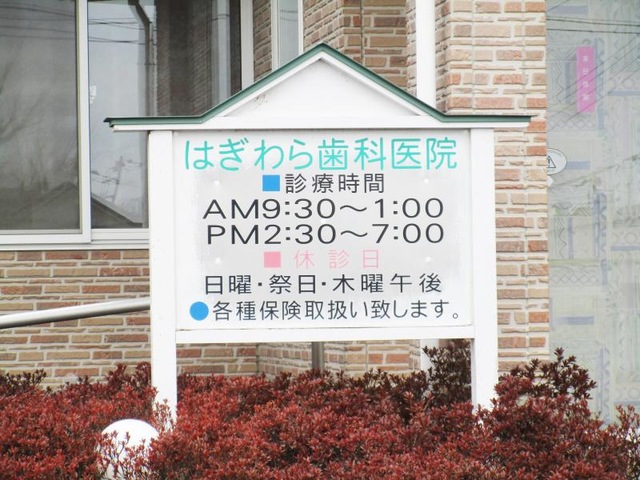 はぎわら歯科医院
■診療時間
AM9:30～1:00
PM2:30～7:00
■休診日
日曜・祭日・木曜午後
●各種保険取扱い致します。